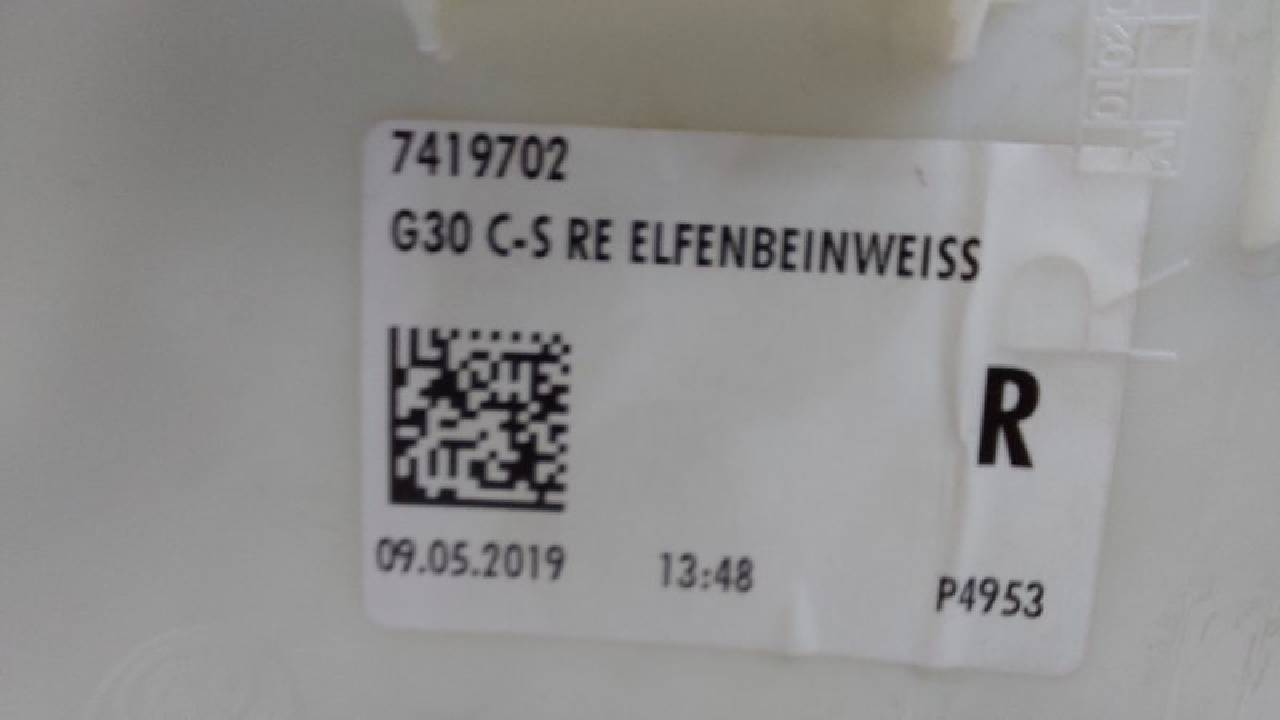 7419702
G30 C-S RE ELFENBEINWEISS
R
09.05.2019 13:48 P4953